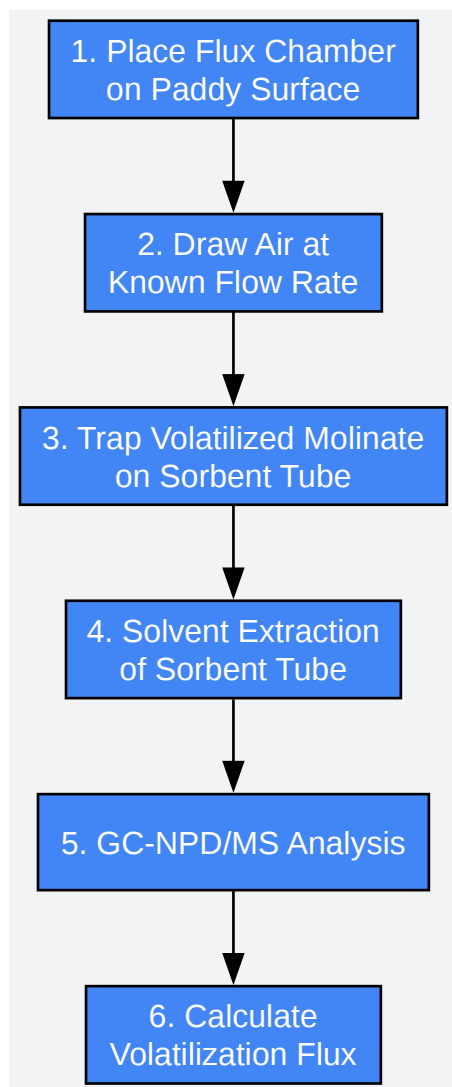 1. Place Flux Chamber
on Paddy Surface
2. Draw Air at
Known Flow Rate
3. Trap Volatilized Molinate
on Sorbent Tube
4. Solvent Extraction
of Sorbent Tube
5. GC-NPD/MS Analysis
6. Calculate
Volatilization Flux